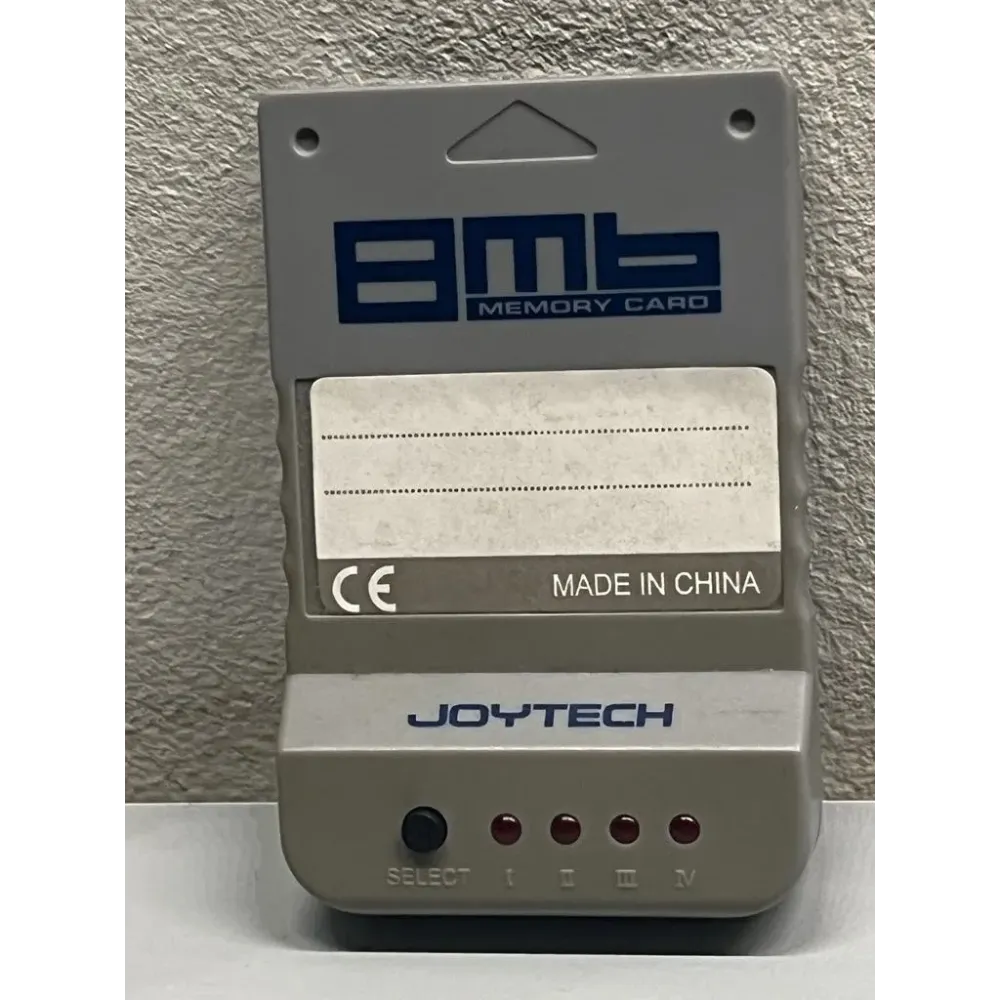 8mb
MEMORY CARD
CE
MADE IN CHINA
JOYTECH
SELECT I II III IV